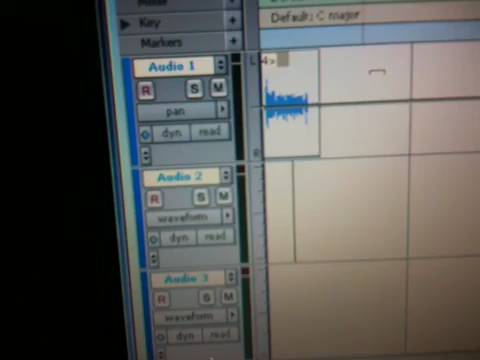 Meter
Key +
Default: C major
Markers +
Audio 1
L
R S M
pan
dyn read
R
Audio 2
R S M
waveform
dyn read
Audio 3
R S M
waveform
dyn read